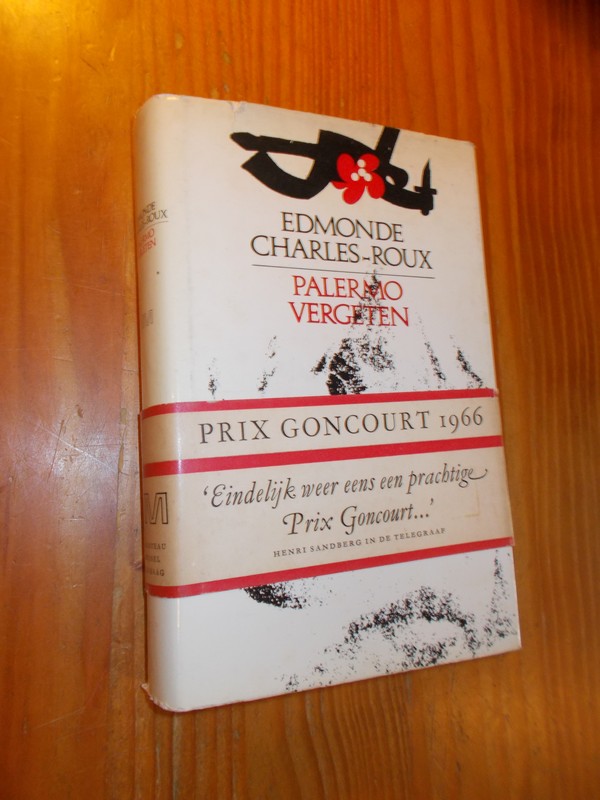 EDMONDE
CHARLES-ROUX
PALERMO
VERGETEN
PRIX GONCOURT 1966
'Eindelijk weer eens een prachtige
Prix Goncourt...'
HENRI SANDBERG IN DE TELEGRAAF